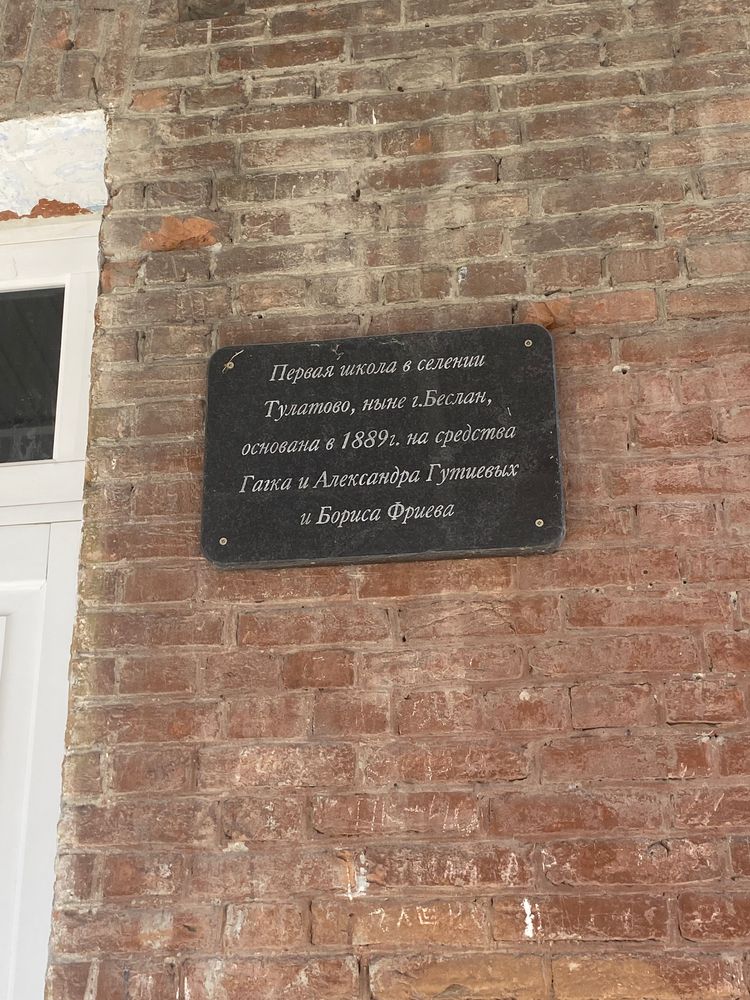 Первая школа в селении
Тулатово, ныне г.Беслан,
основана в 1889г. на средства
Гагка и Александра Гутиевых
и Бориса Фриева